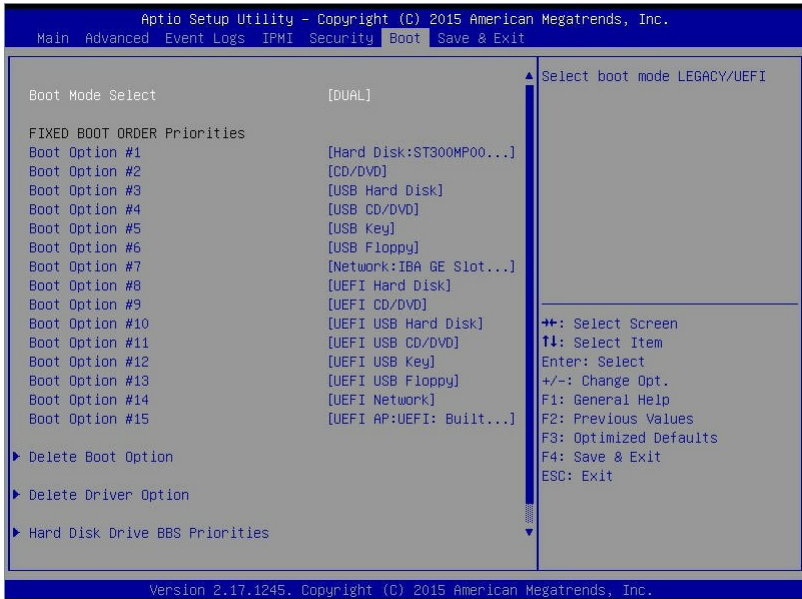 Aptio Setup Utility – Copyright (C) 2015 American Megatrends, Inc.
Main Advanced Event Logs IPMI Security Boot Save & Exit
Boot Mode Select [DUAL]
FIXED BOOT ORDER Priorities
Boot Option #1 [Hard Disk:ST300MP00...]
Boot Option #2 [CD/DVD]
Boot Option #3 [USB Hard Disk]
Boot Option #4 [USB CD/DVD]
Boot Option #5 [USB Key]
Boot Option #6 [USB Floppy]
Boot Option #7 [Network:IBA GE Slot...]
Boot Option #8 [UEFI Hard Disk]
Boot Option #9 [UEFI CD/DVD]
Boot Option #10 [UEFI USB Hard Disk]
Boot Option #11 [UEFI USB CD/DVD]
Boot Option #12 [UEFI USB Key]
Boot Option #13 [UEFI USB Floppy]
Boot Option #14 [UEFI Network]
Boot Option #15 [UEFI AP:UEFI: Built...]
Delete Boot Option
Delete Driver Option
Hard Disk Drive BBS Priorities
Select boot mode LEGACY/UEFI
→←: Select Screen
↑↓: Select Item
Enter: Select
+/-: Change Opt.
F1: General Help
F2: Previous Values
F3: Optimized Defaults
F4: Save & Exit
ESC: Exit
Version 2.17.1245. Copyright (C) 2015 American Megatrends, Inc.